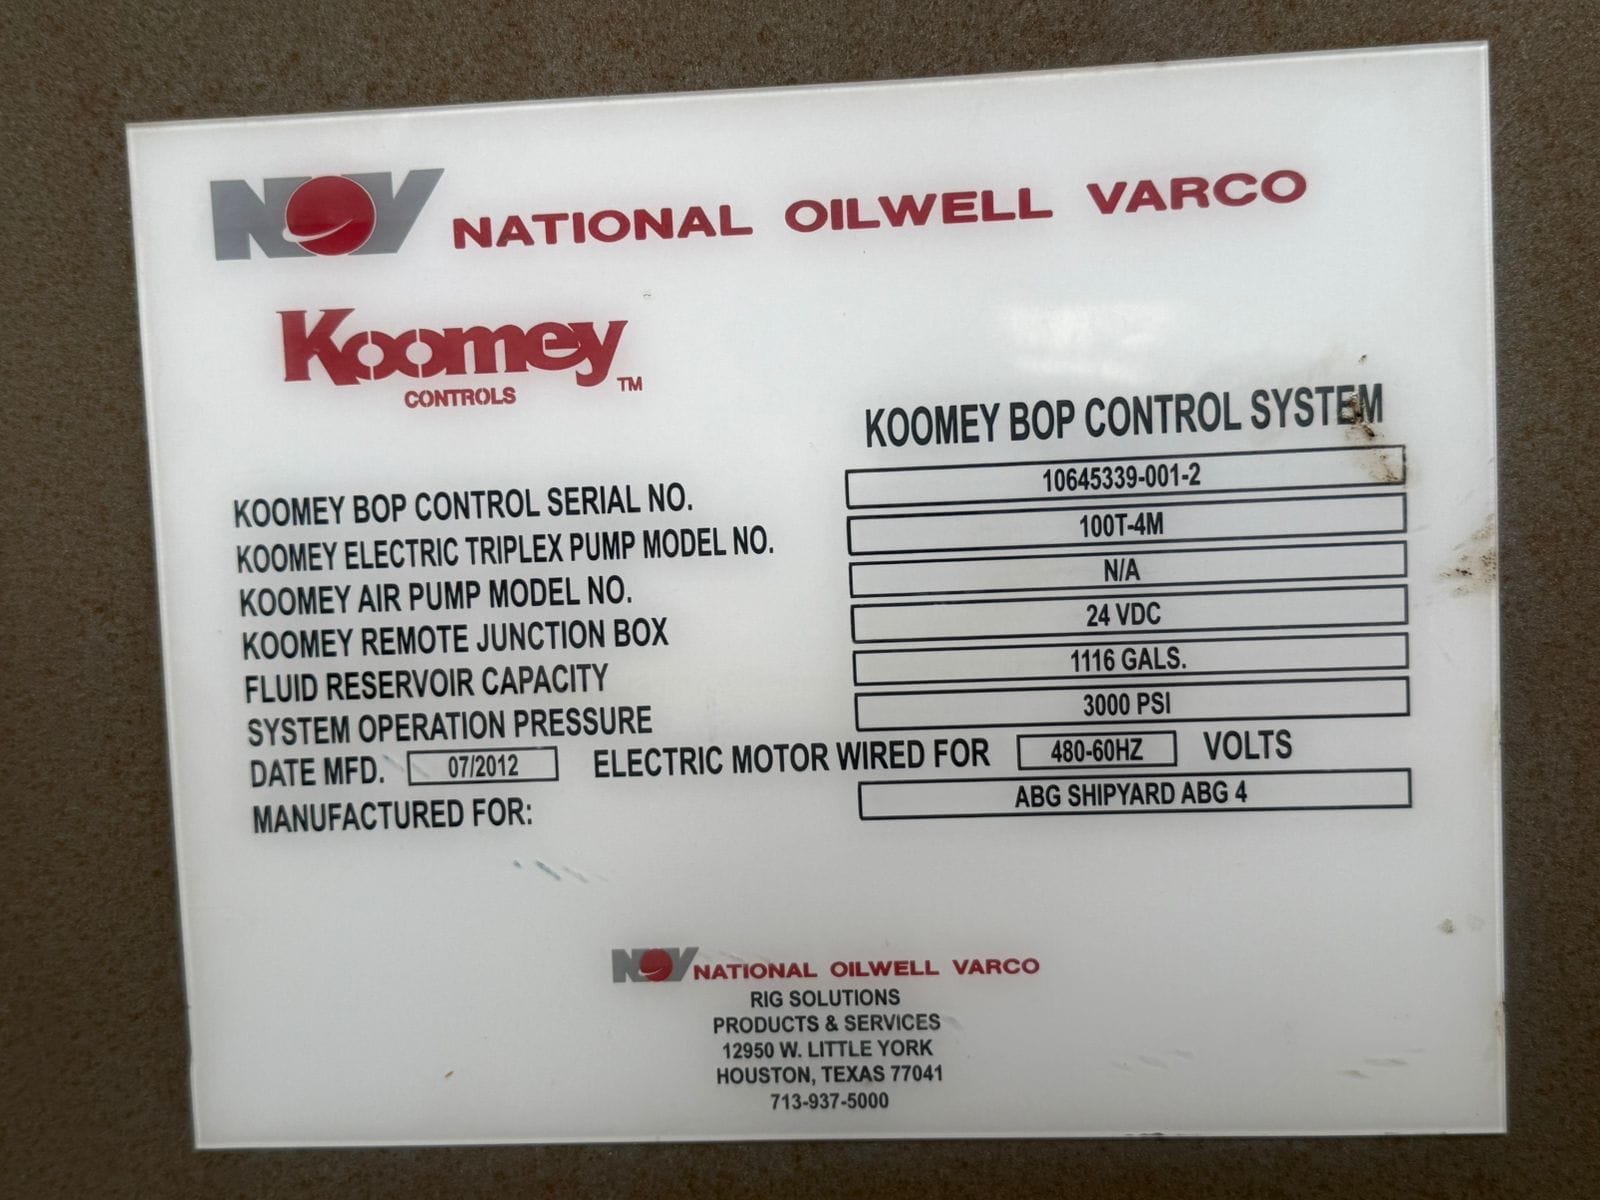 NOV NATIONAL OILWELL VARCO
Koomey TM
CONTROLS
KOOMEY BOP CONTROL SYSTEM
KOOMEY BOP CONTROL SERIAL NO. 10645339-001-2
KOOMEY ELECTRIC TRIPLEX PUMP MODEL NO. 100T-4M
KOOMEY AIR PUMP MODEL NO. N/A
KOOMEY REMOTE JUNCTION BOX 24 VDC
FLUID RESERVOIR CAPACITY 1116 GALS.
SYSTEM OPERATION PRESSURE 3000 PSI
DATE MFD. 07/2012 ELECTRIC MOTOR WIRED FOR 480-60HZ VOLTS
MANUFACTURED FOR: ABG SHIPYARD ABG 4
NOV NATIONAL OILWELL VARCO
RIG SOLUTIONS
PRODUCTS & SERVICES
12950 W. LITTLE YORK
HOUSTON, TEXAS 77041
713-937-5000